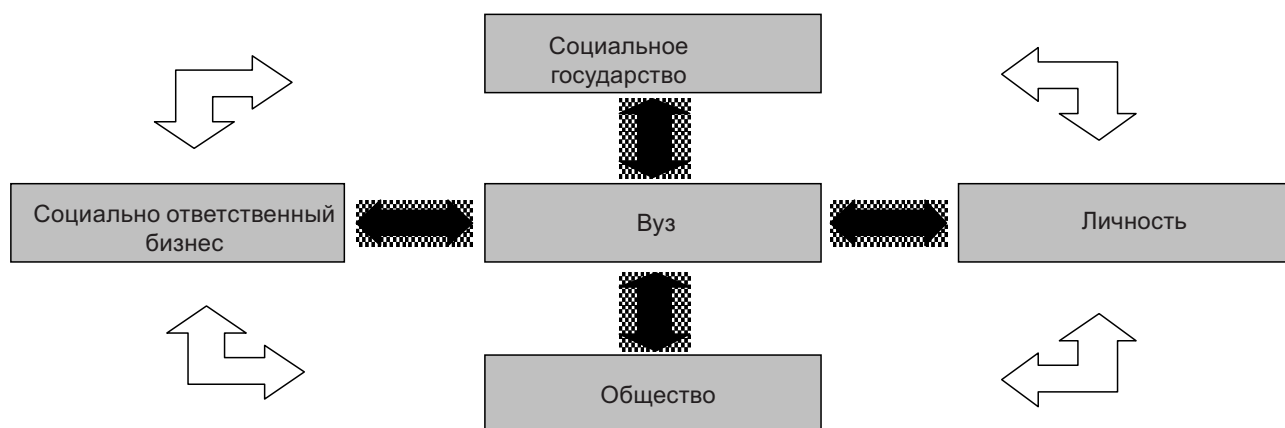 Социальное
государство
Социально ответственный
бизнес
Вуз
Личность
Общество